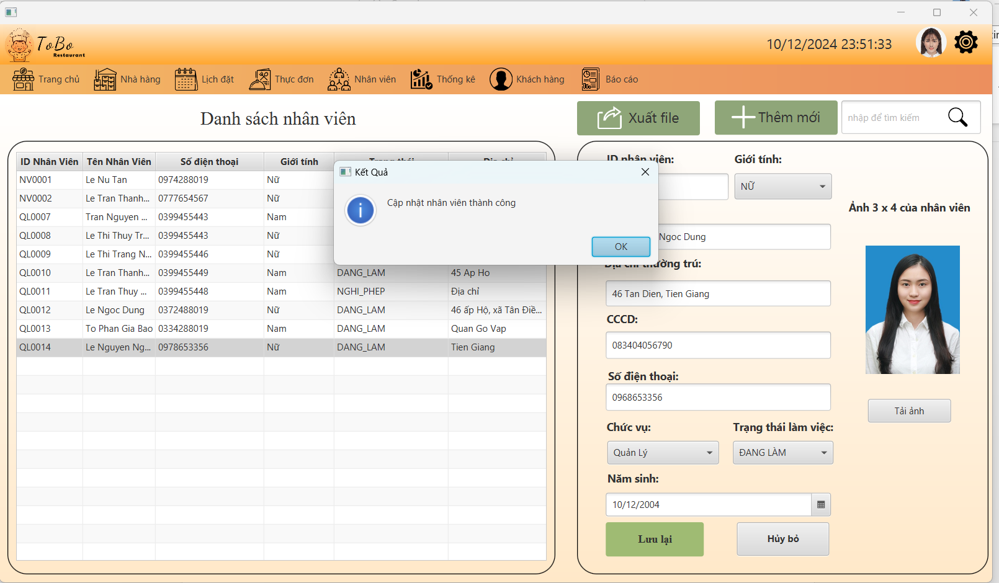 ToBo
Restaurant
10/12/2024 23:51:33
Trang chủ
Nhà hàng
Lịch đặt
Thực đơn
Nhân viên
Thống kê
Khách hàng
Báo cáo
Danh sách nhân viên
Xuất file
Thêm mới
nhập để tìm kiếm
ID Nhân Viên Tên Nhân Viên Số điện thoại Giới tính
NV0001 Le Nu Tan 0974288019 Nữ
NV0002 Le Tran Thanh... 0777654567 Nữ
QL0007 Tran Nguyen ... 0399455443 Nam
QL0008 Le Thi Thuy Tr... 0399455443 Nữ
QL0009 Le Thi Trang N... 0399455446 Nữ
QL0010 Le Tran Thanh... 0399455449 Nam DANG_LAM 45 Ap Ho
QL0011 Le Tran Thuy ... 0399455448 Nam NGHI_PHEP Địa chỉ
QL0012 Le Ngoc Dung 0372488019 Nữ DANG_LAM 46 ấp Hộ, xã Tân Điề...
QL0013 To Phan Gia Bao 0334288019 Nam DANG_LAM Quan Go Vap
QL0014 Le Nguyen Ng... 0978653356 Nữ DANG_LAM Tien Giang
Kết Quả
Cập nhật nhân viên thành công
OK
ID nhân viên:
Giới tính:
NỮ
Ngoc Dung
Địa chỉ thường trú:
46 Tan Dien, Tien Giang
CCCD:
083404056790
Số điện thoại:
0968653356
Chức vụ:
Trạng thái làm việc:
Quản Lý
ĐANG LÀM
Năm sinh:
10/12/2004
Lưu lại
Hủy bỏ
Ảnh 3 x 4 của nhân viên
Tải ảnh